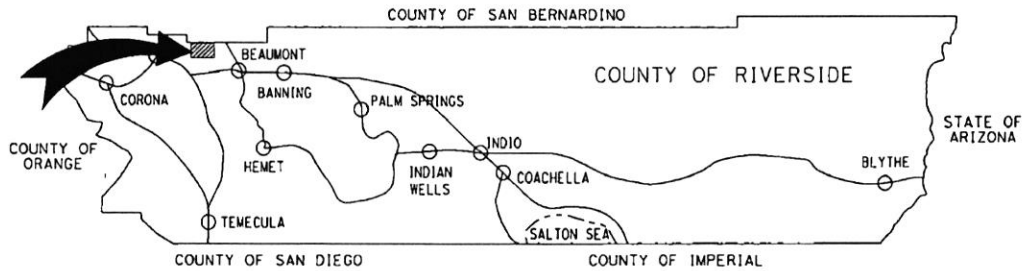 COUNTY OF SAN BERNARDINO
BEAUMONT
COUNTY OF RIVERSIDE
BANNING
CORONA
PALM SPRINGS
STATE OF
ARIZONA
COUNTY OF
ORANGE
HEMET
INDIO
BLYTHE
INDIAN
WELLS
COACHELLA
TEMECULA
SALTON SEA
COUNTY OF SAN DIEGO
COUNTY OF IMPERIAL